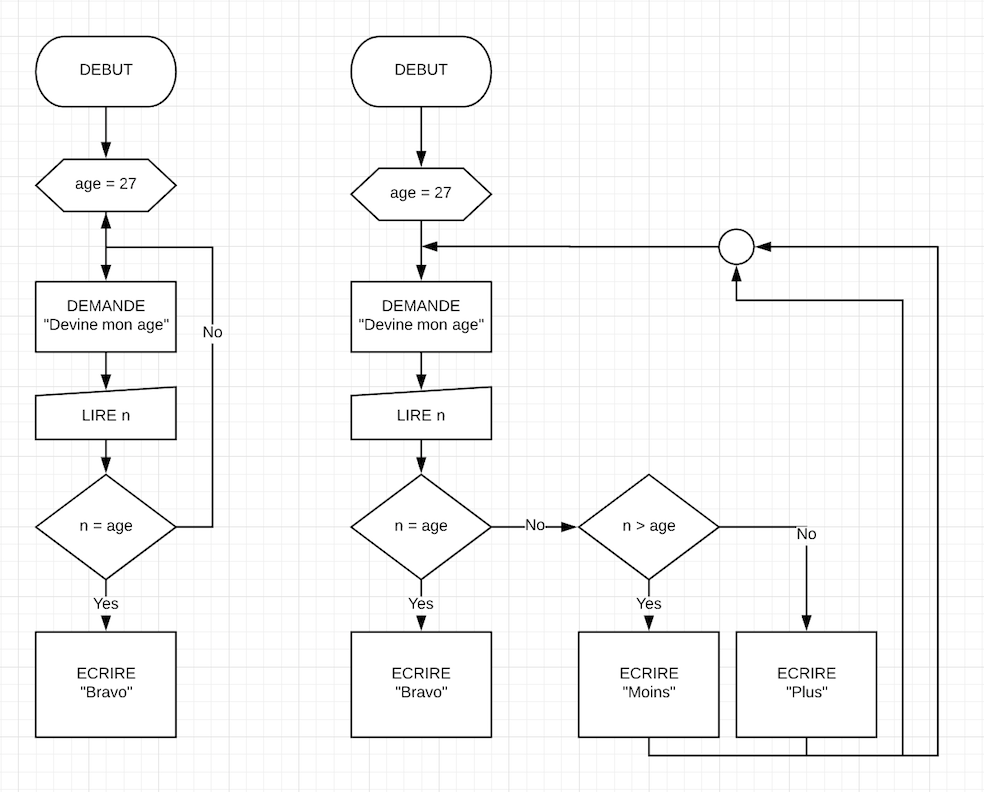 DEBUT
age = 27
DEMANDE
"Devine mon age"
No
LIRE n
n = age
Yes
ECRIRE
"Bravo"
DEBUT
age = 27
DEMANDE
"Devine mon age"
LIRE n
n = age
No
n > age
No
Yes
Yes
ECRIRE
"Bravo"
ECRIRE
"Moins"
ECRIRE
"Plus"